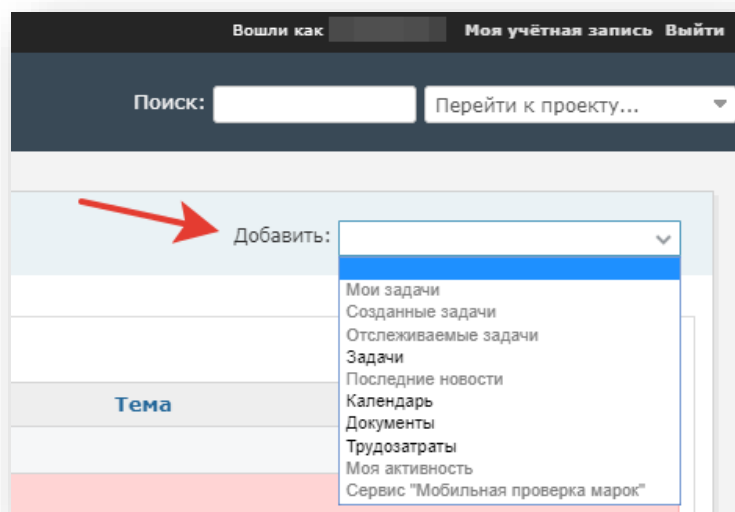 Вошли как Моя учётная запись Выйти
Поиск: Перейти к проекту...
Добавить:
Мои задачи
Созданные задачи
Отслеживаемые задачи
Задачи
Последние новости
Календарь
Тема
Документы
Трудозатраты
Моя активность
Сервис "Мобильная проверка марок"